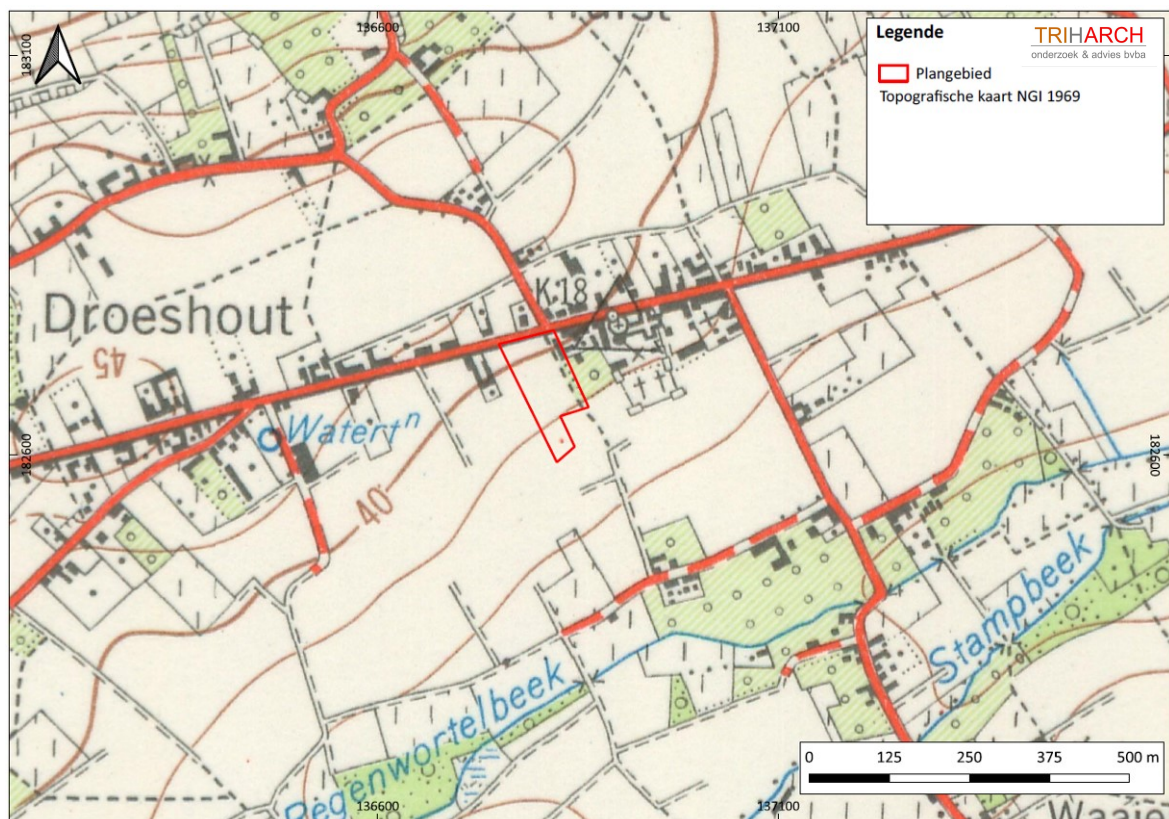 136600
137100
183100
Legende
TRIHARCH
onderzoek & advies bvba
Plangebied
Topografische kaart NGI 1969
K18
Droeshout
45
Watertⁿ
182600
182600
40
Stampbeek
Regenwortelbeek
0 125 250 375 500 m
136600
137100